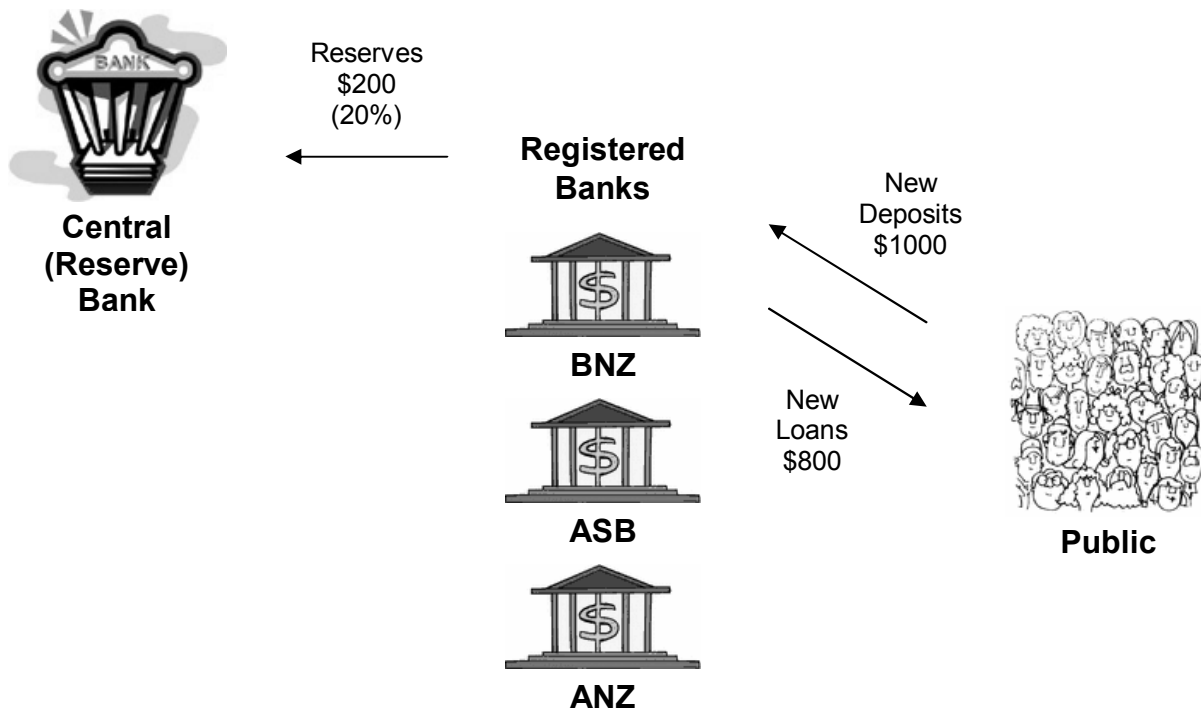 BANK
Central
(Reserve)
Bank
Reserves
$200
(20%)
Registered
Banks
$
BNZ
$
ASB
$
ANZ
New
Deposits
$1000
New
Loans
$800
Public